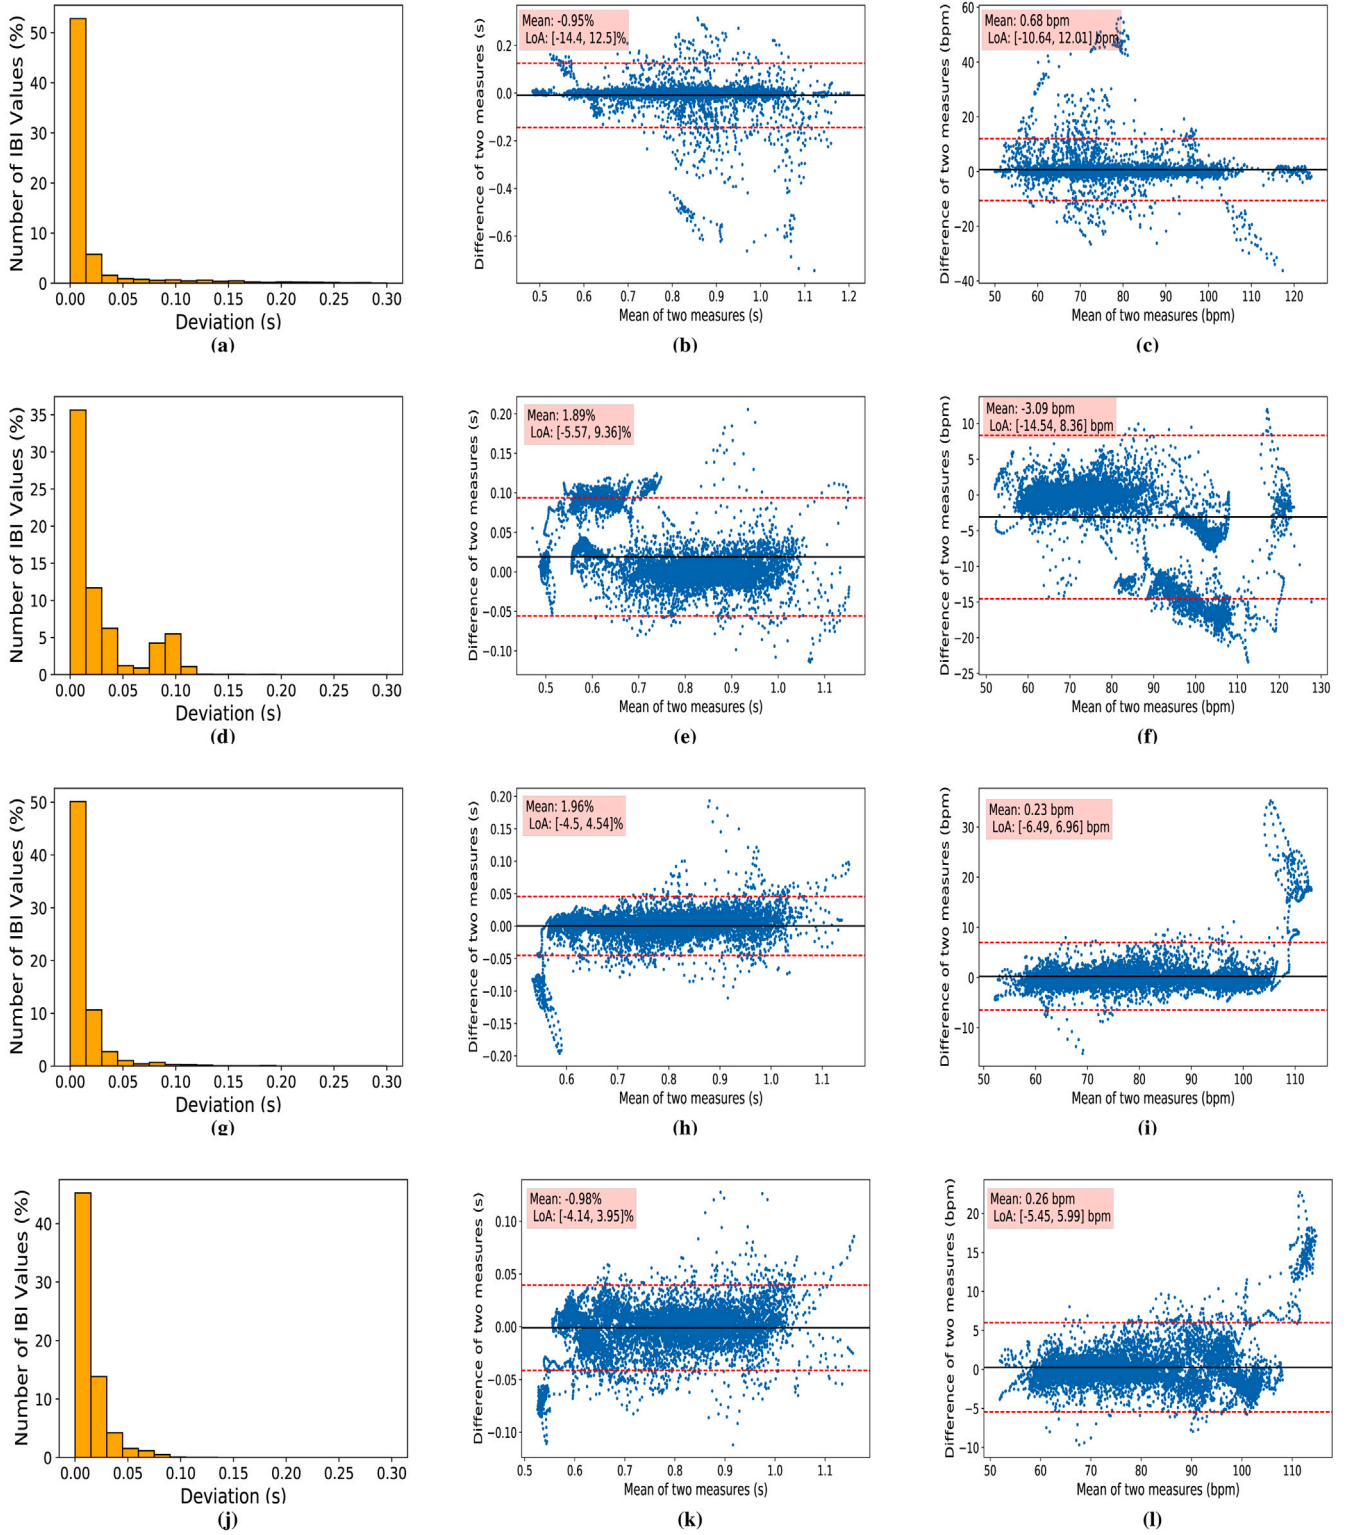 Number of IBI Values (%)
50
40
30
20
10
0
0.00 0.05 0.10 0.15 0.20 0.25 0.30
Deviation (s)
(a)
Mean: -0.95%
LoA: [-14.4, 12.5]%
Difference of two measures (s)
0.2
0.0
−0.2
−0.4
−0.6
0.5 0.6 0.7 0.8 0.9 1.0 1.1 1.2
Mean of two measures (s)
(b)
Mean: 0.68 bpm
LoA: [-10.64, 12.01] bpm
Difference of two measures (bpm)
60
40
20
0
−20
−40
50 60 70 80 90 100 110 120
Mean of two measures (bpm)
(c)
Number of IBI Values (%)
35
30
25
20
15
10
5
0
0.00 0.05 0.10 0.15 0.20 0.25 0.30
Deviation (s)
(d)
Mean: 1.89%
LoA: [-5.57, 9.36]%
Difference of two measures (s)
0.20
0.15
0.10
0.05
0.00
−0.05
−0.10
0.5 0.6 0.7 0.8 0.9 1.0 1.1
Mean of two measures (s)
(e)
Mean: -3.09 bpm
LoA: [-14.54, 8.36] bpm
Difference of two measures (bpm)
10
5
0
−5
−10
−15
−20
−25
50 60 70 80 90 100 110 120 130
Mean of two measures (bpm)
(f)
Number of IBI Values (%)
50
40
30
20
10
0
0.00 0.05 0.10 0.15 0.20 0.25 0.30
Deviation (s)
(g)
Mean: 1.96%
LoA: [-4.5, 4.54]%
Difference of two measures (s)
0.20
0.15
0.10
0.05
0.00
−0.05
−0.10
−0.15
−0.20
0.6 0.7 0.8 0.9 1.0 1.1
Mean of two measures (s)
(h)
Mean: 0.23 bpm
LoA: [-6.49, 6.96] bpm
Difference of two measures (bpm)
30
20
10
0
−10
50 60 70 80 90 100 110
Mean of two measures (bpm)
(i)
Number of IBI Values (%)
40
30
20
10
0
0.00 0.05 0.10 0.15 0.20 0.25 0.30
Deviation (s)
(j)
Mean: -0.98%
LoA: [-4.14, 3.95]%
Difference of two measures (s)
0.10
0.05
0.00
−0.05
−0.10
0.5 0.6 0.7 0.8 0.9 1.0 1.1
Mean of two measures (s)
(k)
Mean: 0.26 bpm
LoA: [-5.45, 5.99] bpm
Difference of two measures (bpm)
20
15
10
5
0
−5
−10
50 60 70 80 90 100 110
Mean of two measures (bpm)
(l)